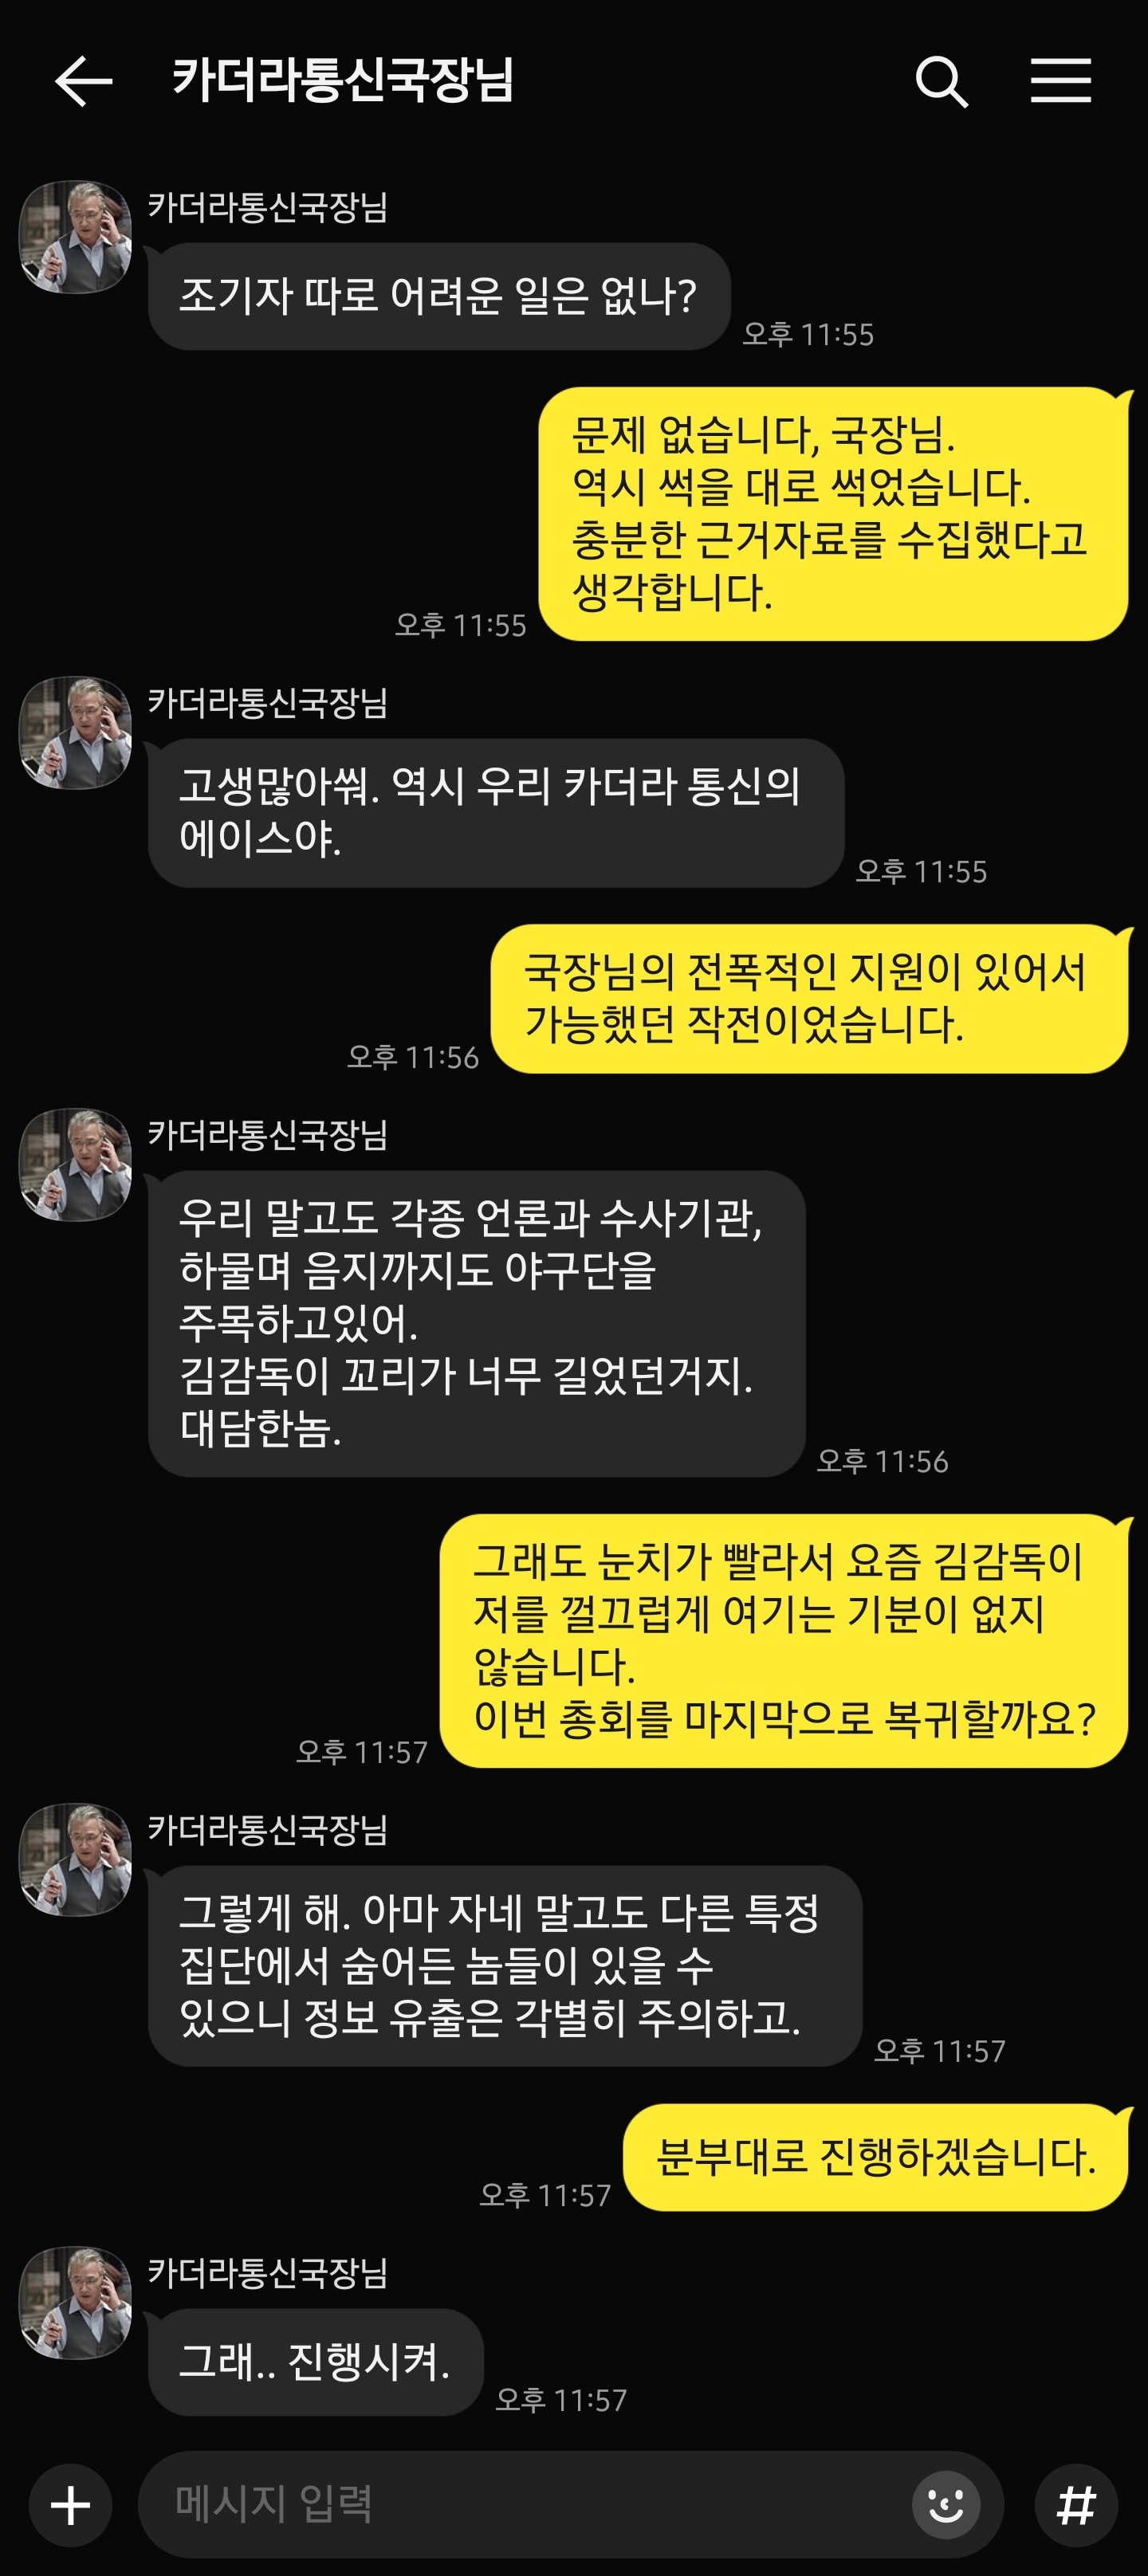 카더라통신국장님
카더라통신국장님
조기자 따로 어려운 일은 없나?
오후 11:55
문제 없습니다, 국장님.
역시 썩을 대로 썩었습니다.
충분한 근거자료를 수집했다고
생각합니다.
오후 11:55
카더라통신국장님
고생많아쒀. 역시 우리 카더라 통신의
에이스야.
오후 11:55
국장님의 전폭적인 지원이 있어서
가능했던 작전이었습니다.
오후 11:56
카더라통신국장님
우리 말고도 각종 언론과 수사기관,
하물며 음지까지도 야구단을
주목하고있어.
김감독이 꼬리가 너무 길었던거지.
대담한놈.
오후 11:56
그래도 눈치가 빨라서 요즘 김감독이
저를 껄끄럽게 여기는 기분이 없지
않습니다.
이번 총회를 마지막으로 복귀할까요?
오후 11:57
카더라통신국장님
그렇게 해. 아마 자네 말고도 다른 특정
집단에서 숨어든 놈들이 있을 수
있으니 정보 유출은 각별히 주의하고.
오후 11:57
분부대로 진행하겠습니다.
오후 11:57
카더라통신국장님
그래.. 진행시켜.
오후 11:57
메시지 입력
#